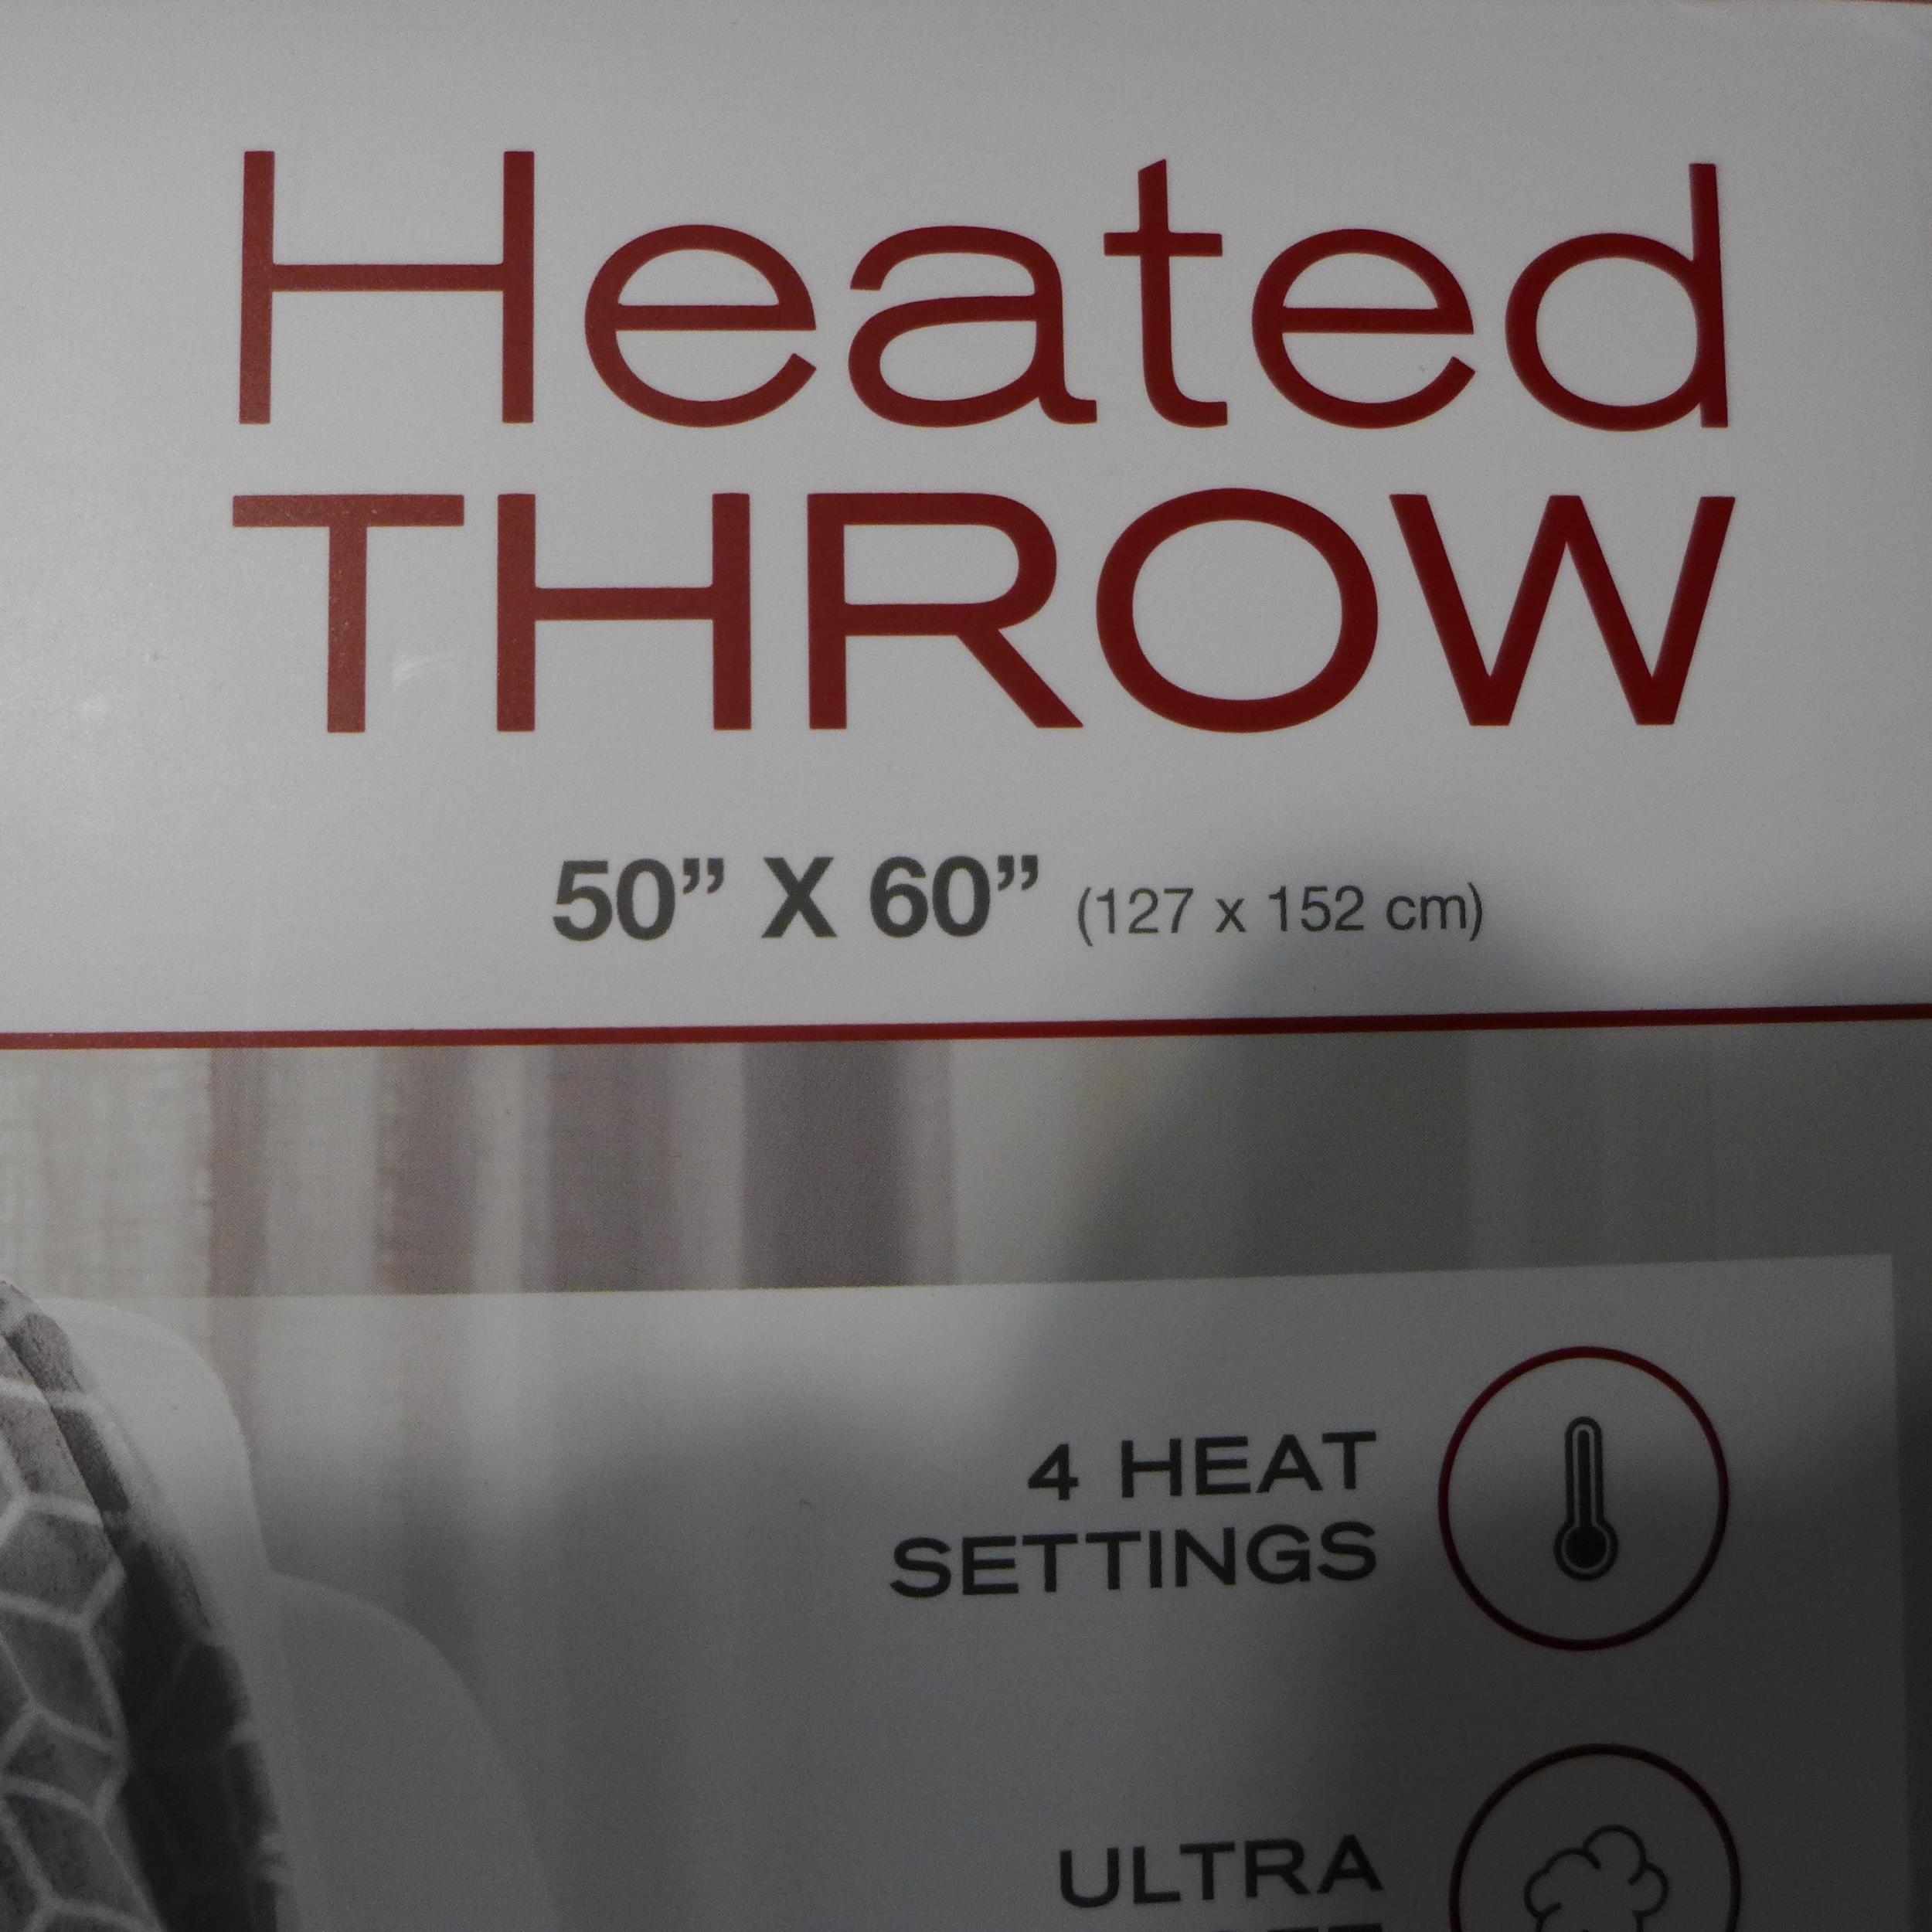 Heated
THROW
50” X 60” (127 x 152 cm)
4 HEAT
SETTINGS
ULTRA